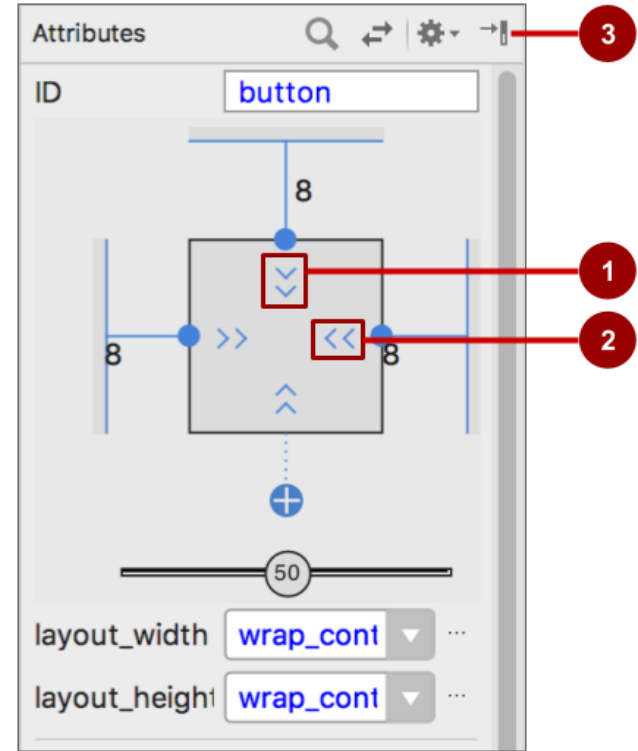 Attributes
3
ID
button
8
1
2
8
8
50
layout_width
wrap_cont
layout_height
wrap_cont